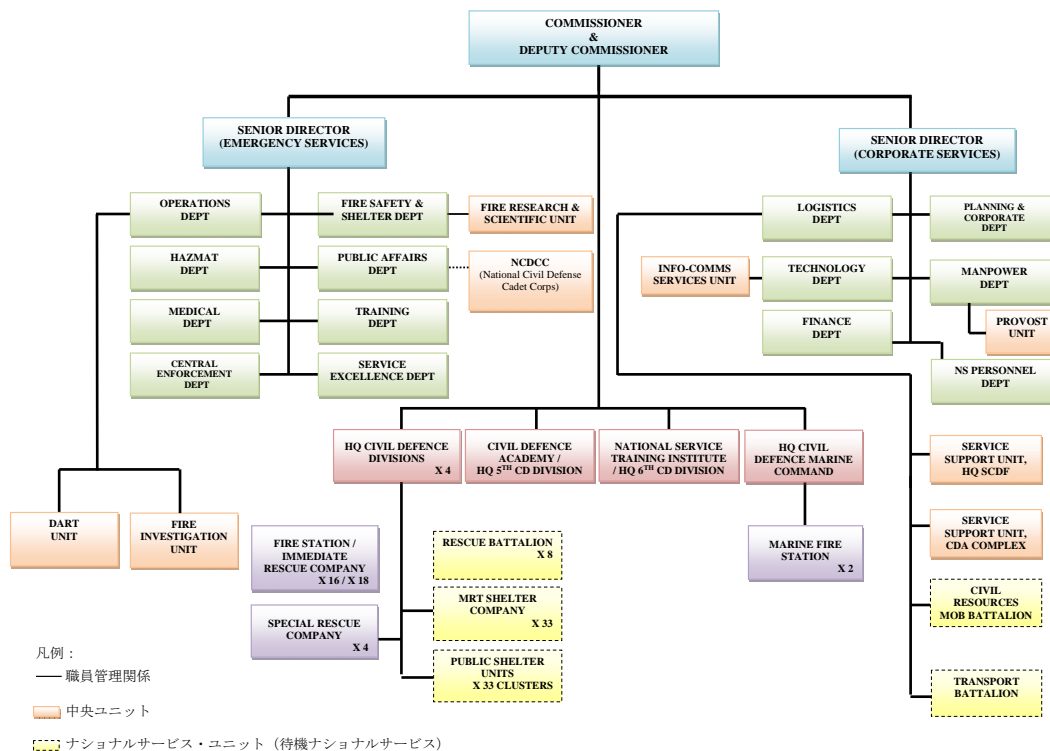 COMMISSIONER
&
DEPUTY COMMISSIONER
SENIOR DIRECTOR
(EMERGENCY SERVICES)
SENIOR DIRECTOR
(CORPORATE SERVICES)
OPERATIONS
DEPT
FIRE SAFETY &
SHELTER DEPT
FIRE RESEARCH &
SCIENTIFIC UNIT
LOGISTICS
DEPT
PLANNING &
CORPORATE
DEPT
HAZMAT
DEPT
PUBLIC AFFAIRS
DEPT
NCDCC
(National Civil Defense
Cadet Corps)
INFO-COMMS
SERVICES UNIT
TECHNOLOGY
DEPT
MANPOWER
DEPT
MEDICAL
DEPT
TRAINING
DEPT
FINANCE
DEPT
PROVOST
UNIT
CENTRAL
ENFORCEMENT
DEPT
SERVICE
EXCELLENCE DEPT
NS PERSONNEL
DEPT
HQ CIVIL DEFENCE
DIVISIONS
X 4
CIVIL DEFENCE
ACADEMY /
HQ 5TH CD DIVISION
NATIONAL SERVICE
TRAINING INSTITUTE
/ HQ 6TH CD DIVISION
HQ CIVIL
DEFENCE MARINE
COMMAND
SERVICE
SUPPORT UNIT,
HQ SCDF
DART
UNIT
FIRE
INVESTIGATION
UNIT
FIRE STATION /
IMMEDIATE
RESCUE COMPANY
X 16 / X 18
RESCUE BATTALION
X 8
MARINE FIRE
STATION
X 2
SERVICE
SUPPORT UNIT,
CDA COMPLEX
SPECIAL RESCUE
COMPANY
X 4
MRT SHELTER
COMPANY
X 33
CIVIL
RESOURCES
MOB BATTALION
PUBLIC SHELTER
UNITS
X 33 CLUSTERS
TRANSPORT
BATTALION
凡例：
職員管理関係
中央ユニット
ナショナルサービス・ユニット（待機ナショナルサービス）